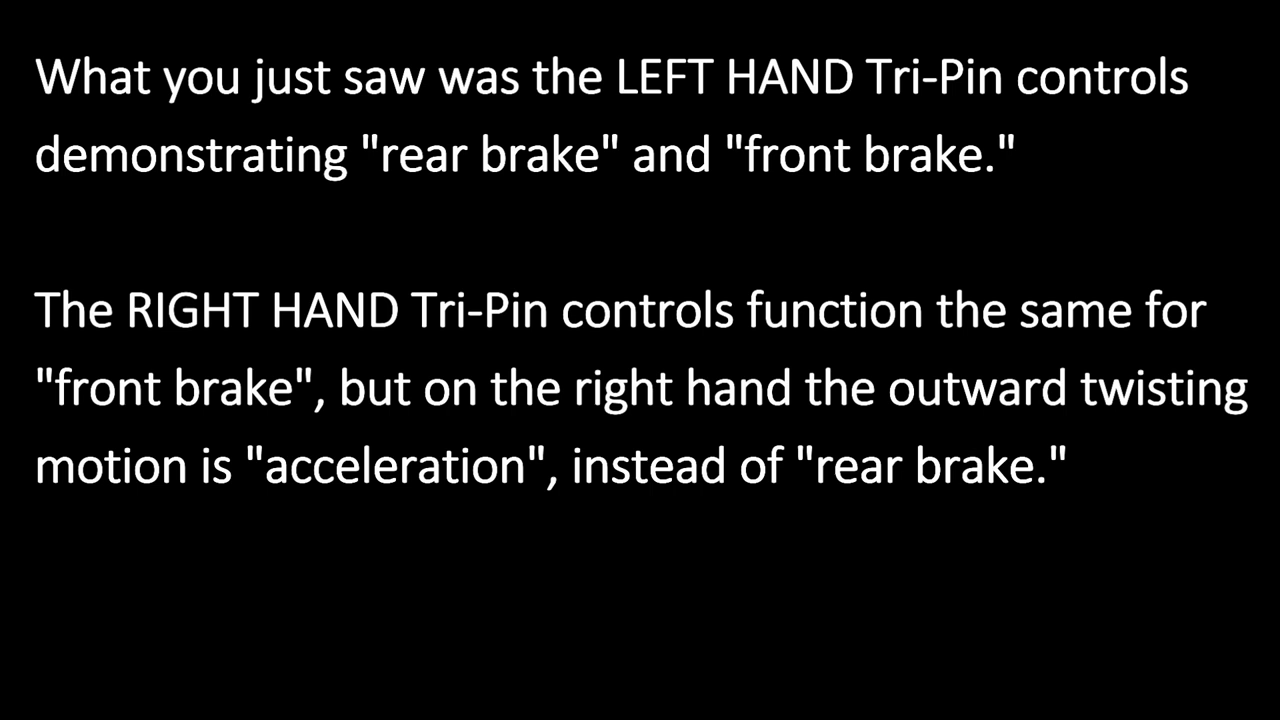 What you just saw was the LEFT HAND Tri-Pin controls
demonstrating "rear brake" and "front brake."
The RIGHT HAND Tri-Pin controls function the same for
"front brake", but on the right hand the outward twisting
motion is "acceleration", instead of "rear brake."